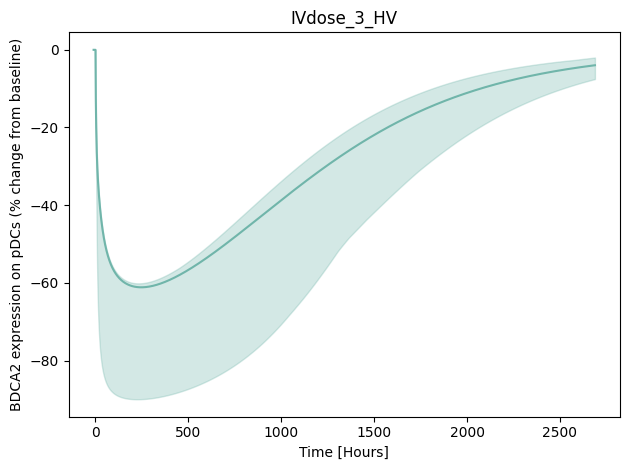 IVdose_3_HV
BDCA2 expression on pDCs (% change from baseline)
0
−20
−40
−60
−80
0 500 1000 1500 2000 2500
Time [Hours]